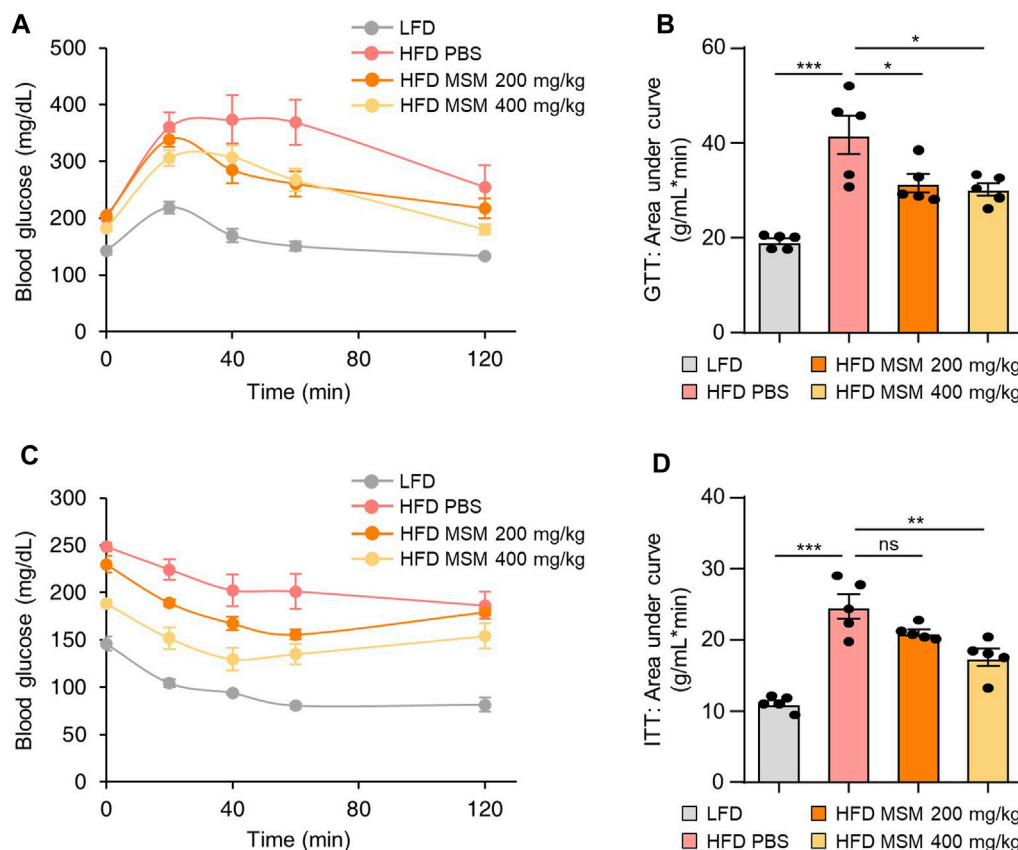 A
LFD
HFD PBS
HFD MSM 200 mg/kg
HFD MSM 400 mg/kg
Blood glucose (mg/dL)
500
400
300
200
100
0
0 40 80 120
Time (min)
B
GTT: Area under curve
(g/mL*min)
60
40
20
0
*
*** *
LFD HFD MSM 200 mg/kg
HFD PBS HFD MSM 400 mg/kg
C
LFD
HFD PBS
HFD MSM 200 mg/kg
HFD MSM 400 mg/kg
Blood glucose (mg/dL)
300
250
200
150
100
50
0
0 40 80 120
Time (min)
D
ITT: Area under curve
(g/mL*min)
40
30
20
10
0
**
*** ns
LFD HFD MSM 200 mg/kg
HFD PBS HFD MSM 400 mg/kg